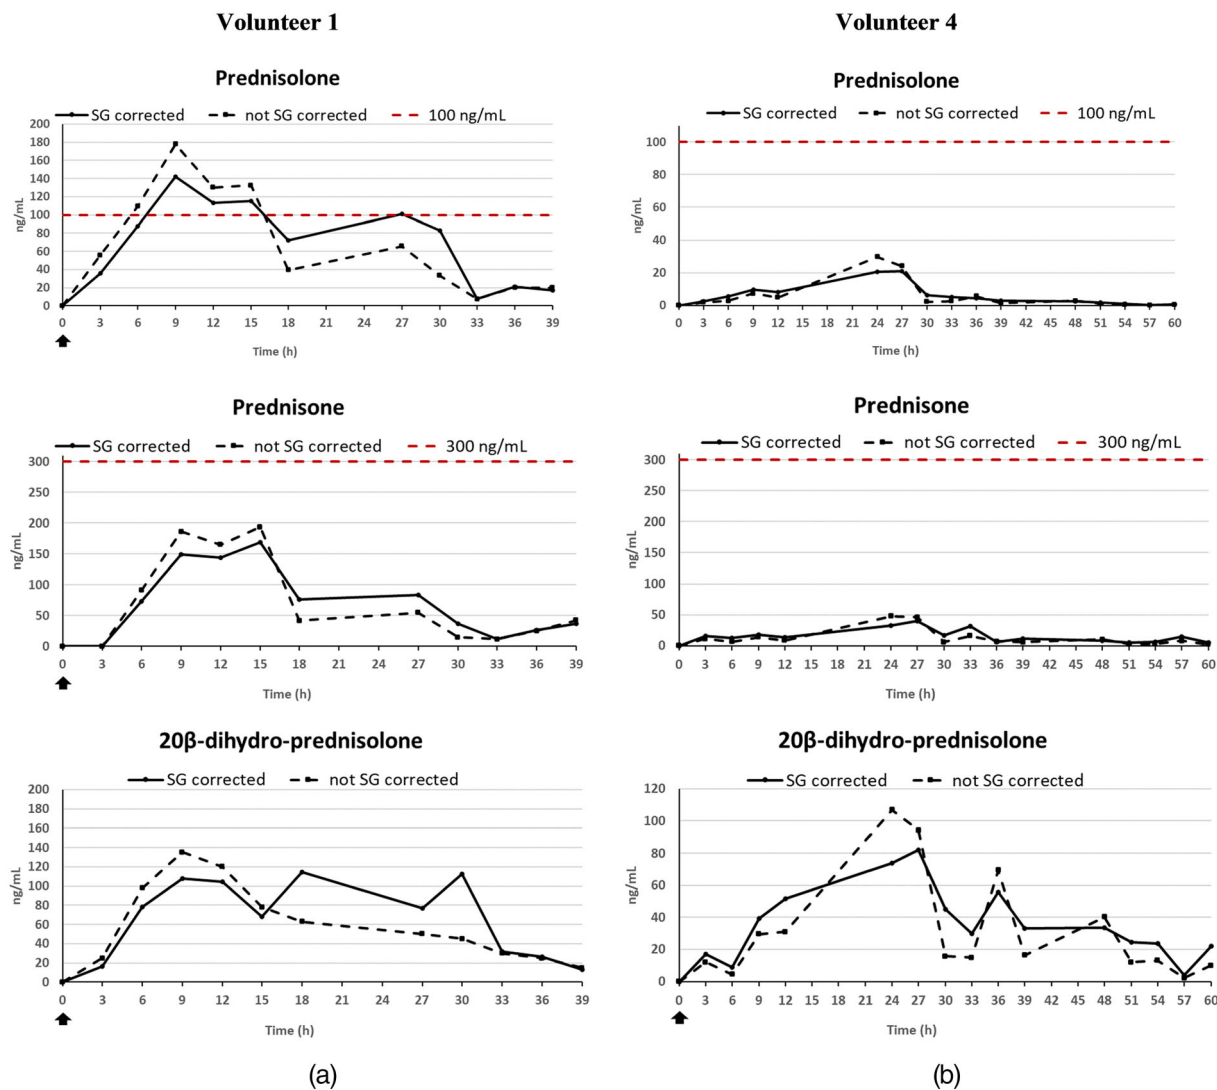 Volunteer 1
Prednisolone
SG corrected not SG corrected 100 ng/mL
200
180
160
140
120
100
80
60
40
20
0
ng/mL
0 3 6 9 12 15 18 21 24 27 30 33 36 39
Time (h)
Prednisone
SG corrected not SG corrected 300 ng/mL
300
250
200
150
100
50
0
ng/mL
0 3 6 9 12 15 18 21 24 27 30 33 36 39
Time (h)
20β-dihydro-prednisolone
SG corrected not SG corrected
200
180
160
140
120
100
80
60
40
20
0
ng/mL
0 3 6 9 12 15 18 21 24 27 30 33 36 39
Time (h)
(a)
Volunteer 4
Prednisolone
SG corrected not SG corrected 100 ng/mL
100
80
60
40
20
0
ng/mL
0 3 6 9 12 15 18 21 24 27 30 33 36 39 42 45 48 51 54 57 60
Time (h)
Prednisone
SG corrected not SG corrected 300 ng/mL
300
250
200
150
100
50
0
ng/mL
0 3 6 9 12 15 18 21 24 27 30 33 36 39 42 45 48 51 54 57 60
Time (h)
20β-dihydro-prednisolone
SG corrected not SG corrected
120
100
80
60
40
20
0
ng/mL
0 3 6 9 12 15 18 21 24 27 30 33 36 39 42 45 48 51 54 57 60
Time (h)
(b)